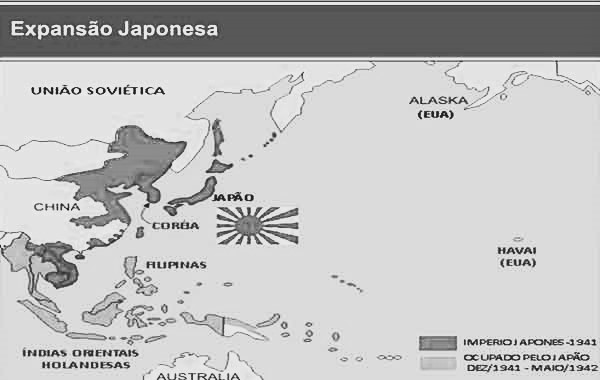 Expansão Japonesa
UNIÃO SOVIÉTICA
ALASKA
(EUA)
CHINA
JAPÃO
CORÉIA
HAVAI
(EUA)
FILIPINAS
IMPERIO JAPONES -1941
OCUPADO PELO JAPÃO
DEZ/1941 - MAIO/1942
ÍNDIAS ORIENTAIS
HOLANDESAS
AUSTRALIA